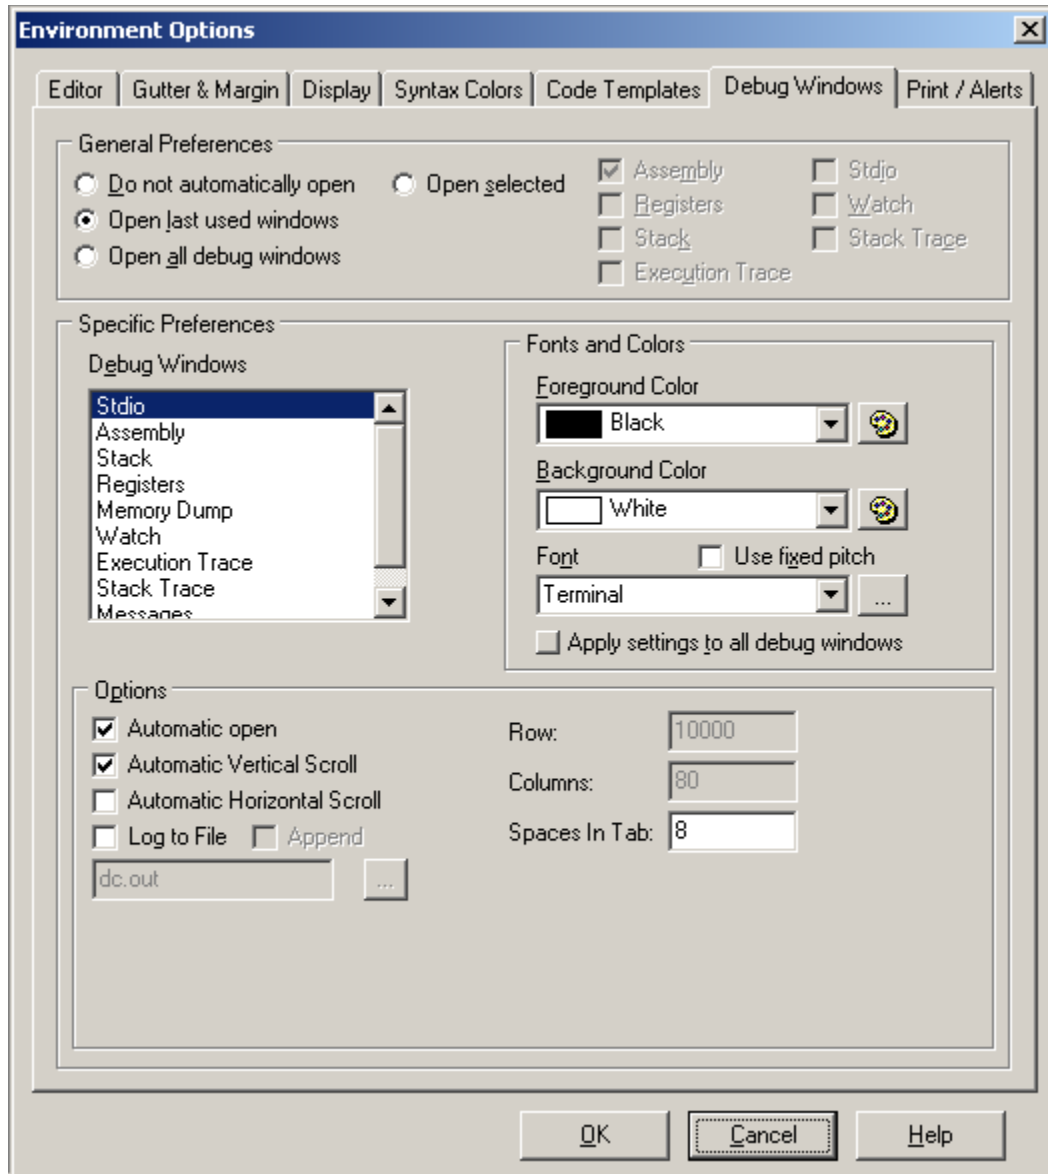 Environment Options
Editor Gutter & Margin Display Syntax Colors Code Templates Debug Windows Print / Alerts
General Preferences
Do not automatically open Open selected Assembly Stdio
Open last used windows Registers Watch
Open all debug windows Stack Stack Trace
Execution Trace
Specific Preferences
Debug Windows
Stdio
Assembly
Stack
Registers
Memory Dump
Watch
Execution Trace
Stack Trace
Messages
Fonts and Colors
Foreground Color
Black
Background Color
White
Font Use fixed pitch
Terminal ...
Apply settings to all debug windows
Options
Automatic open
Automatic Vertical Scroll
Automatic Horizontal Scroll
Log to File Append
dc.out ...
Row: 10000
Columns: 80
Spaces In Tab: 8
OK Cancel Help